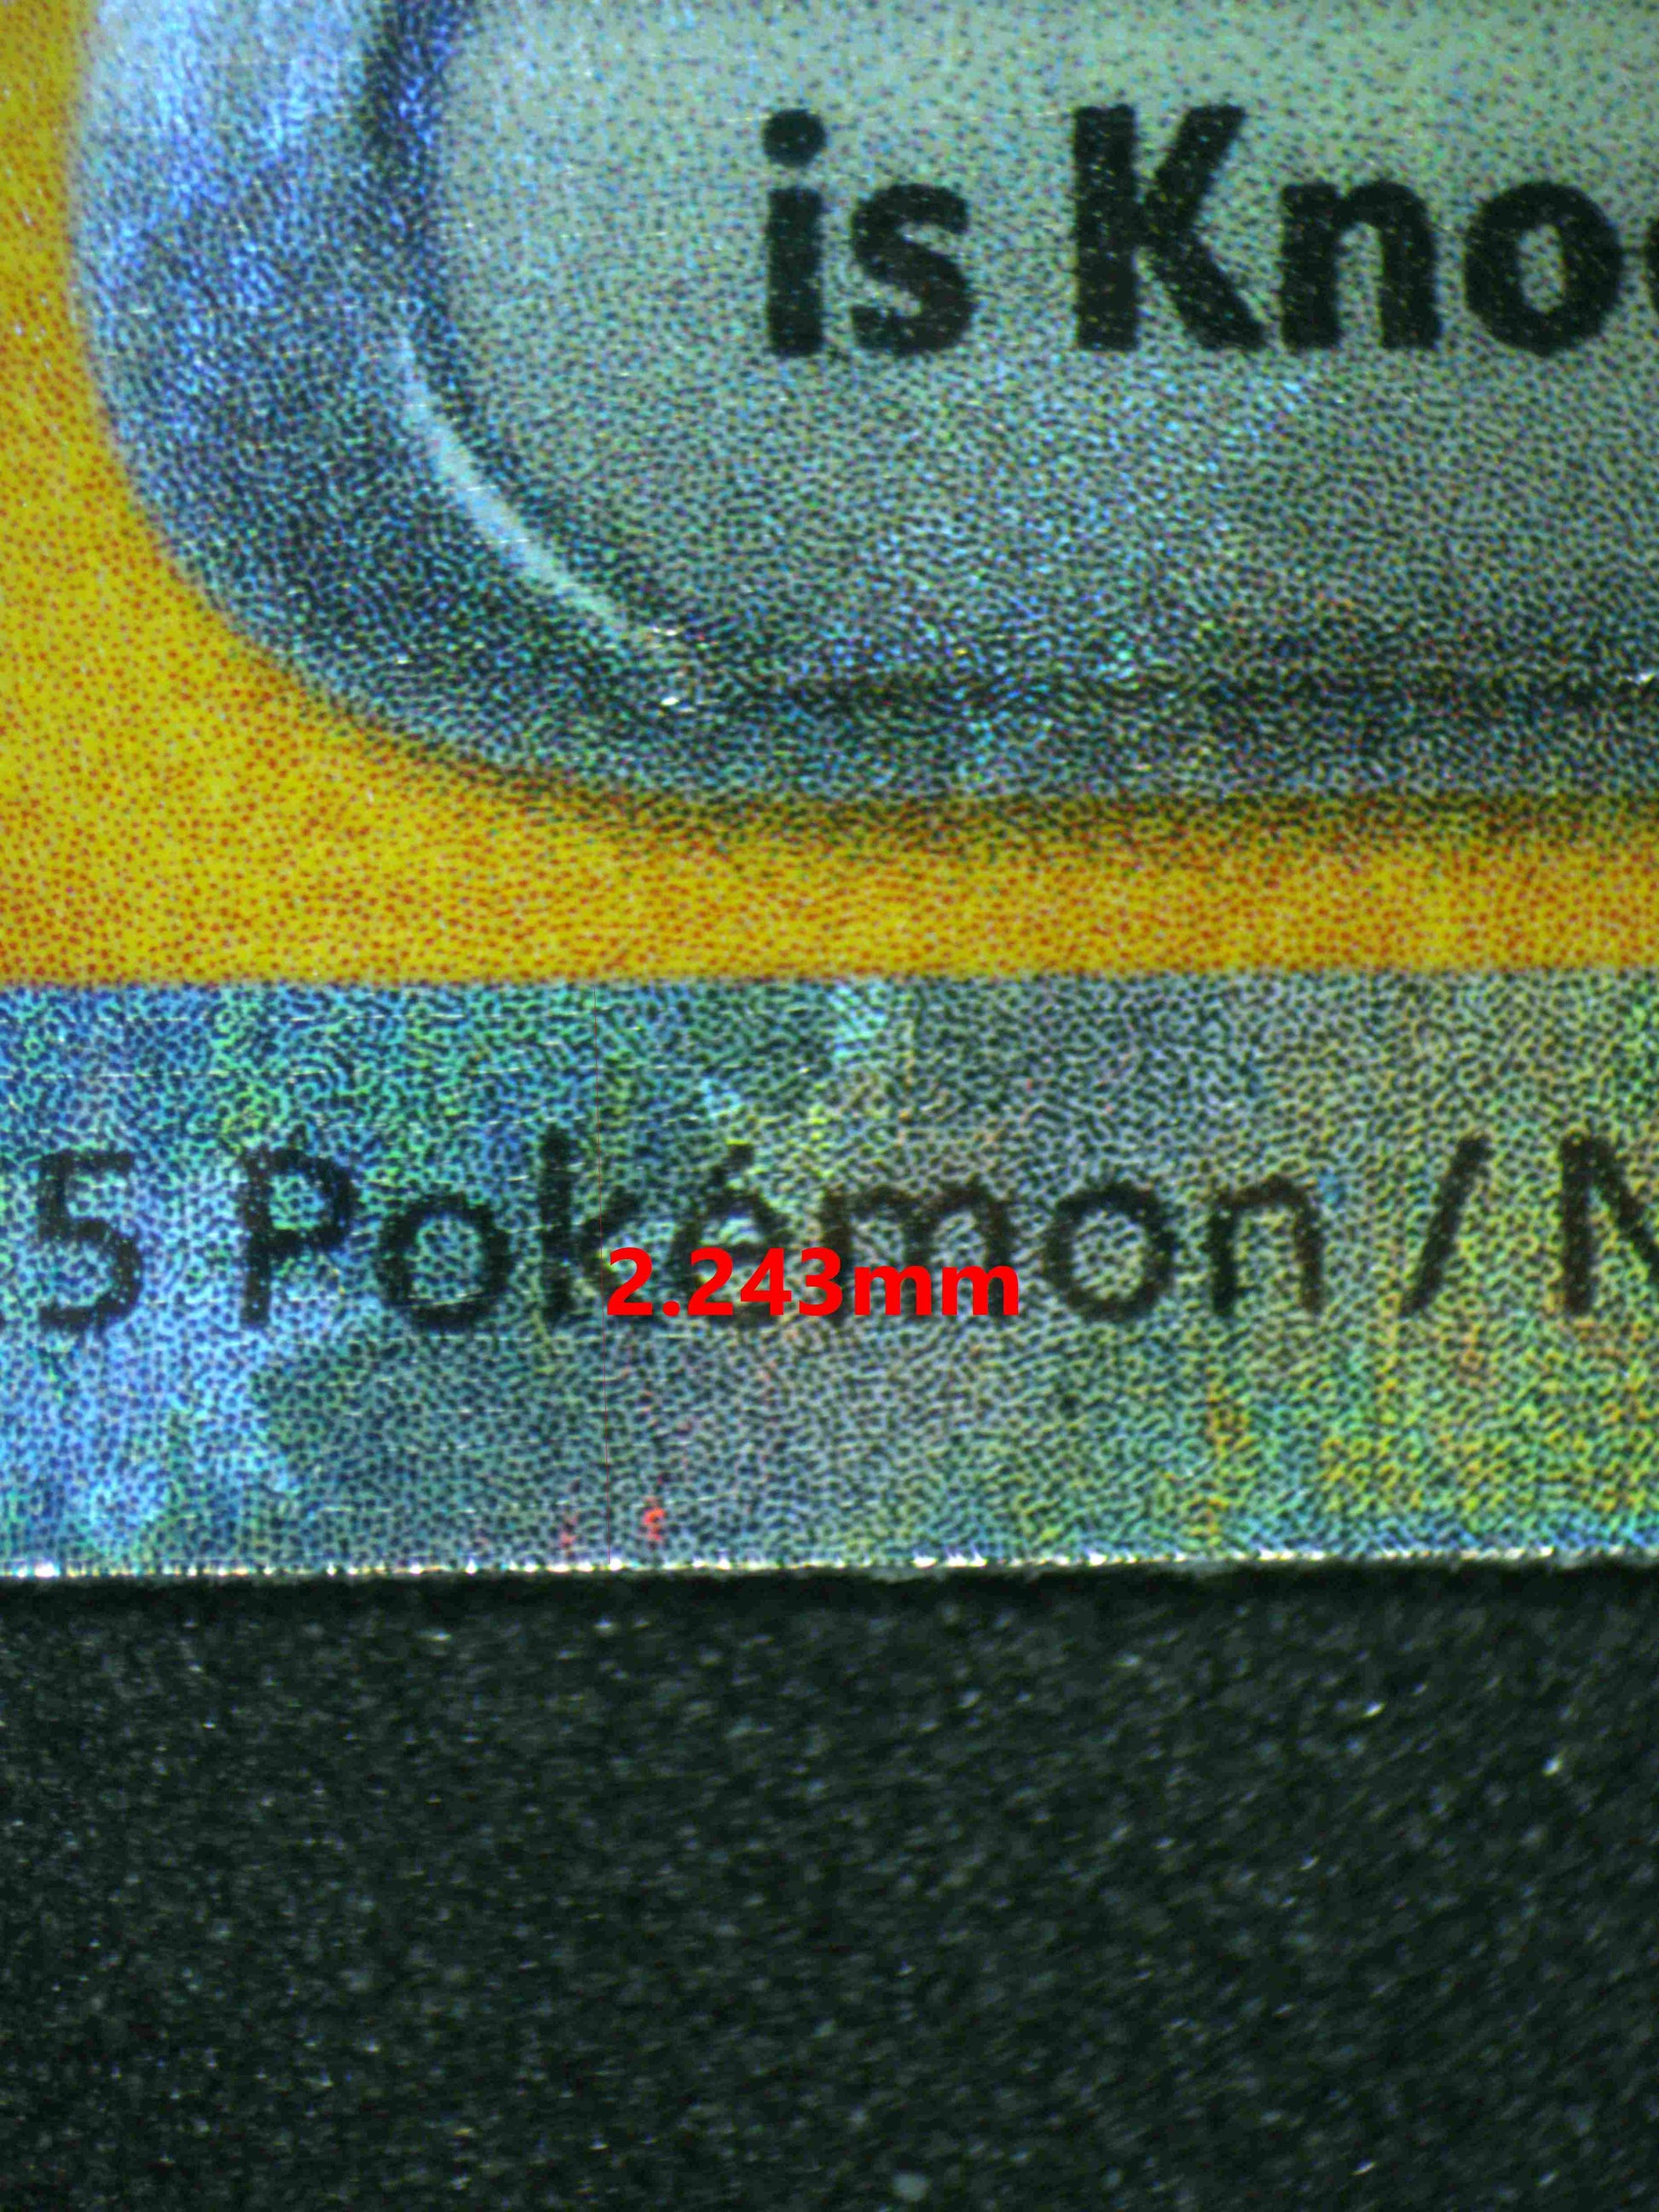 is Kno
5 Pokémon / N
2.243mm